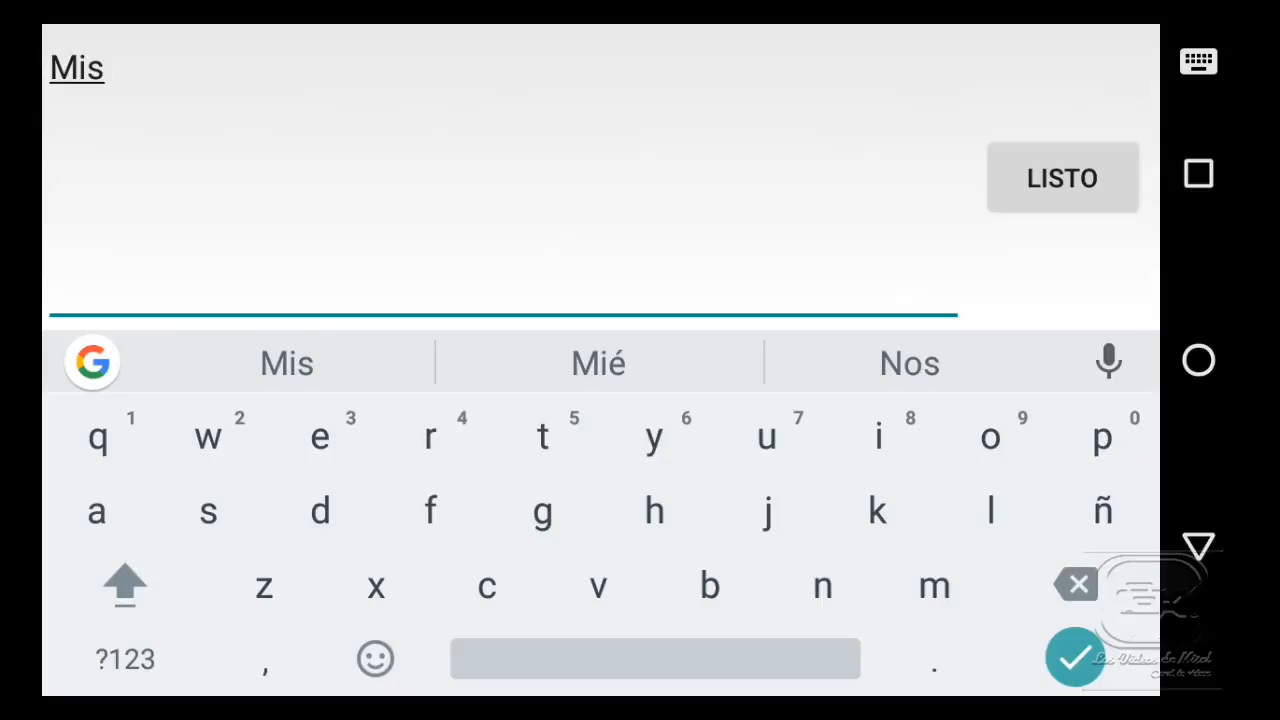 Mis
LISTO
G Mis Mié Nos
q 1 w 2 e 3 r 4 t 5 y 6 u 7 i 8 o 9 p 0
a s d f g h j k l ñ
z x c v b n m
?123 , .